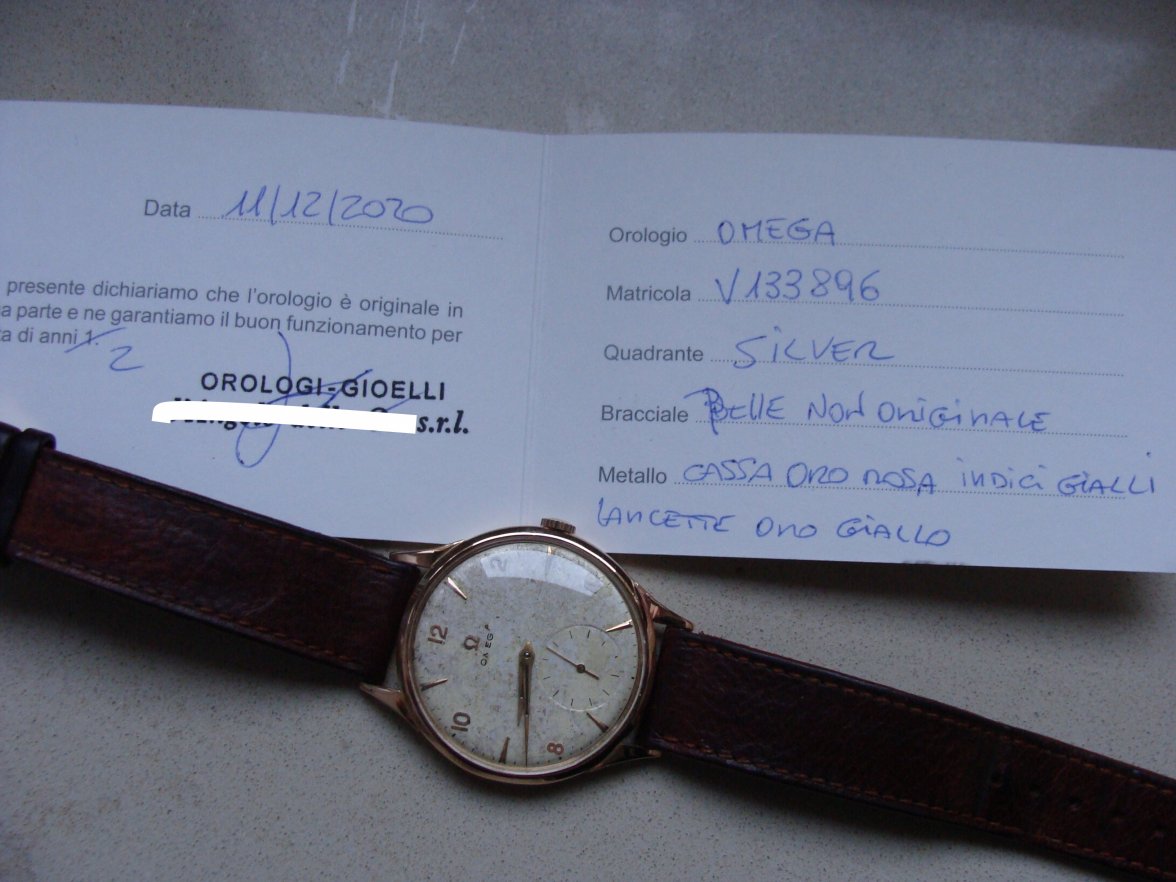 Data 11/12/2020
presente dichiariamo che l'orologio è originale in
a parte e ne garantiamo il buon funzionamento per
a di anni 1.
2
OROLOGI-GIOELLI
s.r.l.
Orologio OMEGA
Matricola V133896
Quadrante SILVER
Bracciale PELLE NON ORIGINALE
Metallo CASSA ORO ROSA INDICI GIALLI
LANCETTE ORO GIALLO
2
12
Ω
OMEGA
10
8